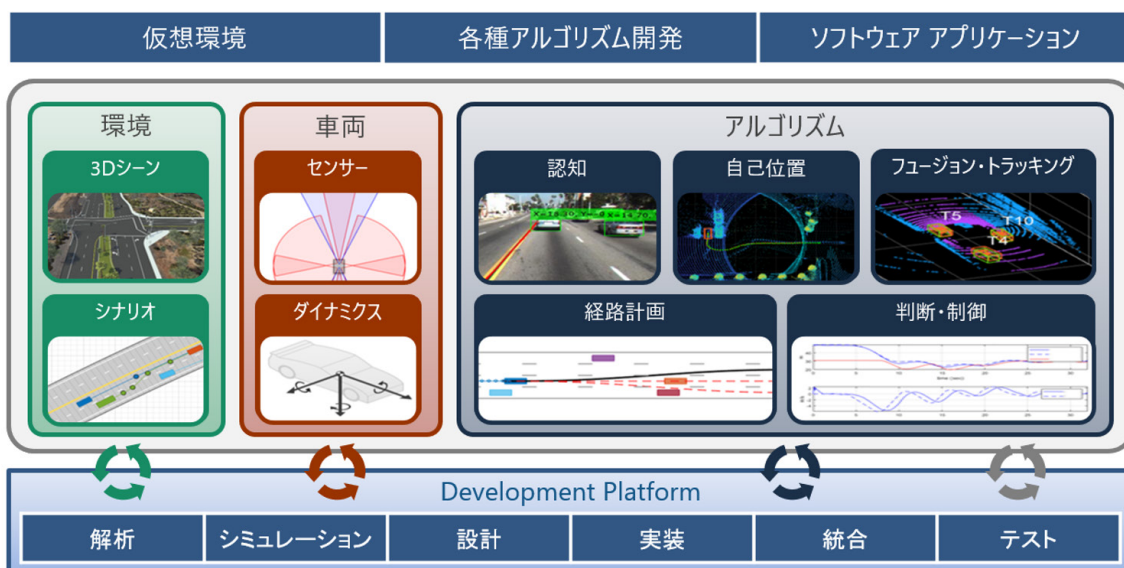 仮想環境
各種アルゴリズム開発
ソフトウェア アプリケーション
環境
車両
アルゴリズム
3Dシーン
センサー
認知
自己位置
フュージョン・トラッキング
T5
T10
T4
シナリオ
ダイナミクス
経路計画
判断・制御
Development Platform
解析
シミュレーション
設計
実装
統合
テスト